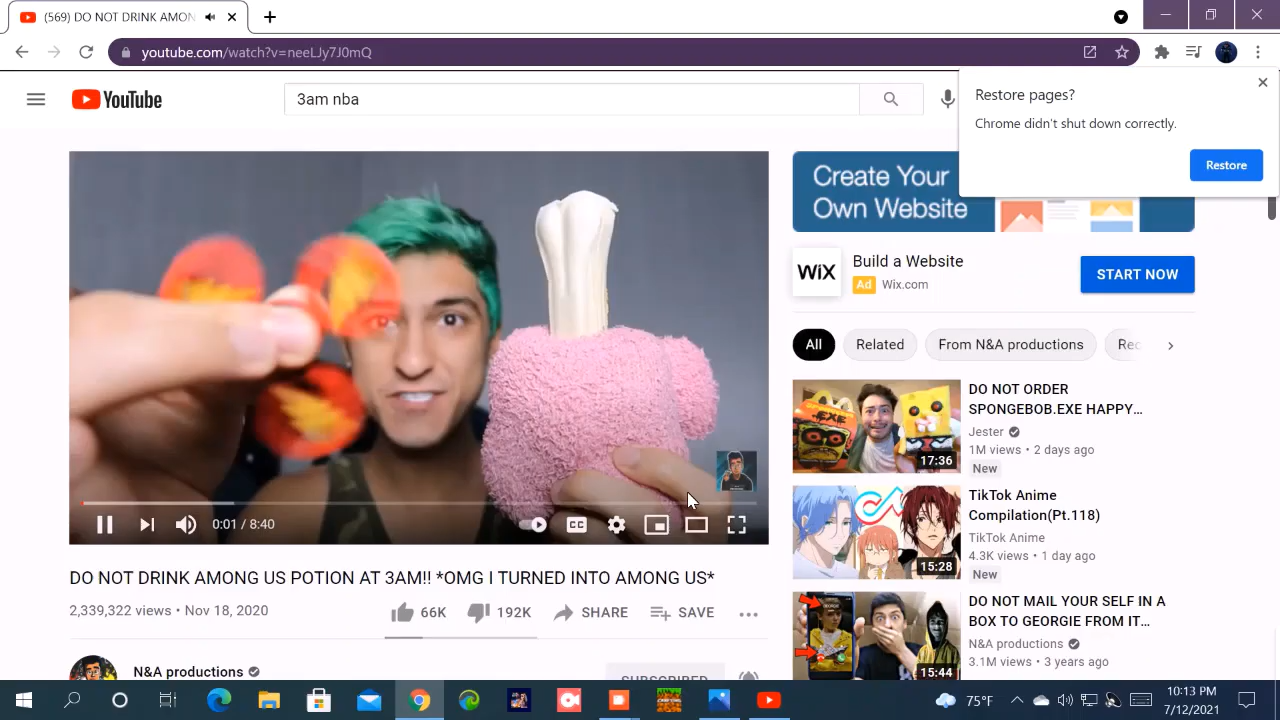 (569) DO NOT DRINK AMON
youtube.com/watch?v=neeLJy7J0mQ
Restore pages?
Chrome didn't shut down correctly.
Restore
YouTube
3am nba
Create Your
Own Website
WiX
Build a Website
Ad Wix.com
START NOW
All
Related
From N&A productions
Rec
DO NOT ORDER
SPONGEBOB.EXE HAPPY...
Jester
1M views • 2 days ago
New
17:36
TikTok Anime
Compilation(Pt.118)
TikTok Anime
4.3K views • 1 day ago
New
15:28
DO NOT MAIL YOUR SELF IN A
BOX TO GEORGIE FROM IT...
N&A productions
3.1M views • 3 years ago
15:44
0:01 / 8:40
CC
DO NOT DRINK AMONG US POTION AT 3AM!! *OMG I TURNED INTO AMONG US*
2,339,322 views • Nov 18, 2020
66K
192K
SHARE
SAVE
N&A productions
SUBSCRIBED
75°F
10:13 PM
7/12/2021